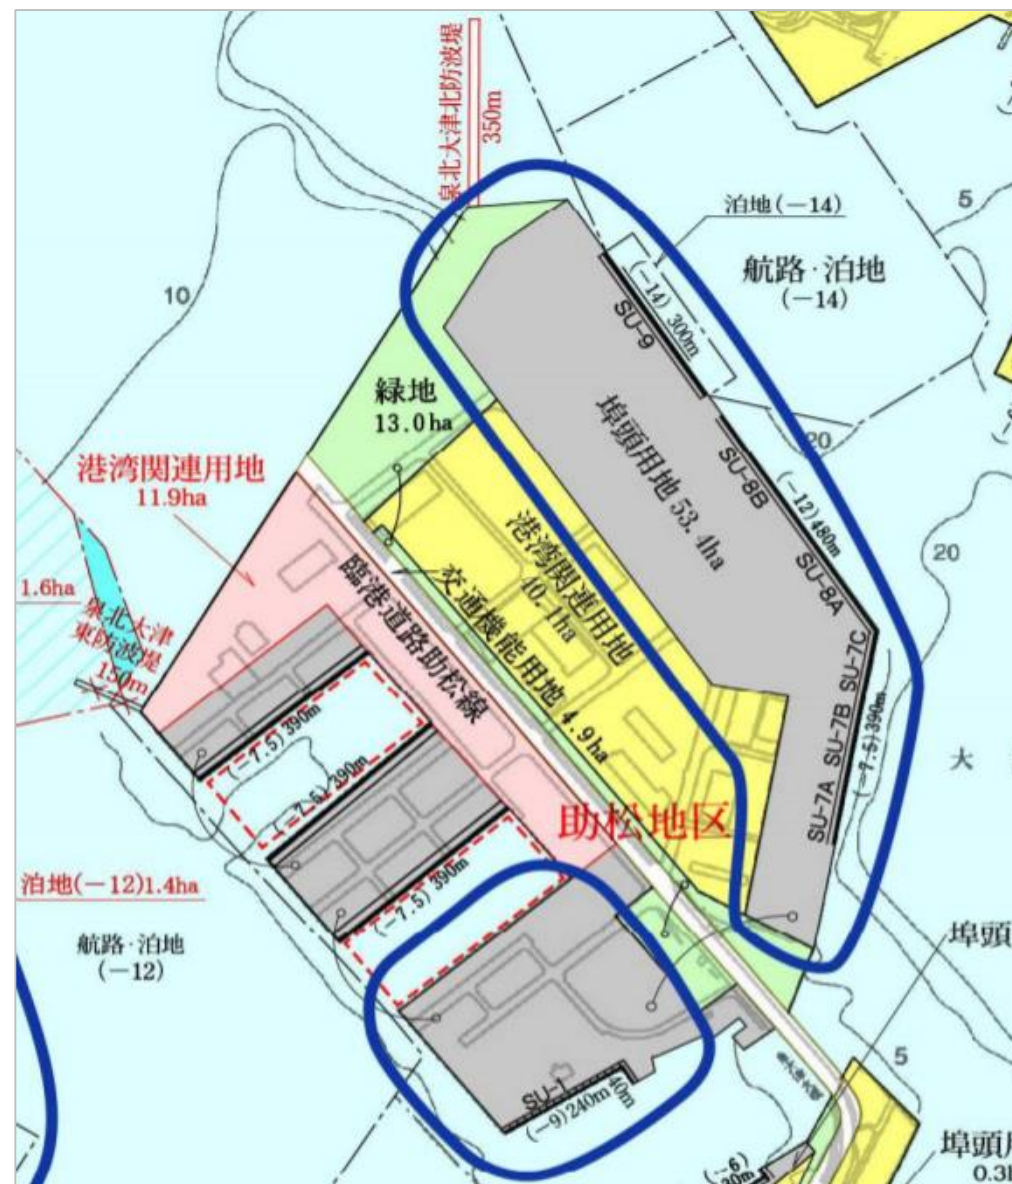 泉北大津北防波堤
350m
泊地(−14)
5
航路·泊地
(−14)
10
(−14) 300m
SU-9
緑地
13.0ha
埠頭用地 53.4ha
20
SU-8B
(−12)480m
SU-8A
港湾関連用地
11.9ha
港湾関連用地
40.1ha
20
交通機能用地 4.9ha
臨港道路助松線
1.6ha
泉北大津
東防波堤
150m
SU-7C
SU-7B
SU-7A
(−7.5)390m
大
(−7.5)390m
(−7.5)390m
助松地区
泊地(−12)1.4ha
(−7.5) 390m
航路·泊地
(−12)
埠頭
5
SU-1
(−9)240m
40m
埠頭用
0.3h
(−6)